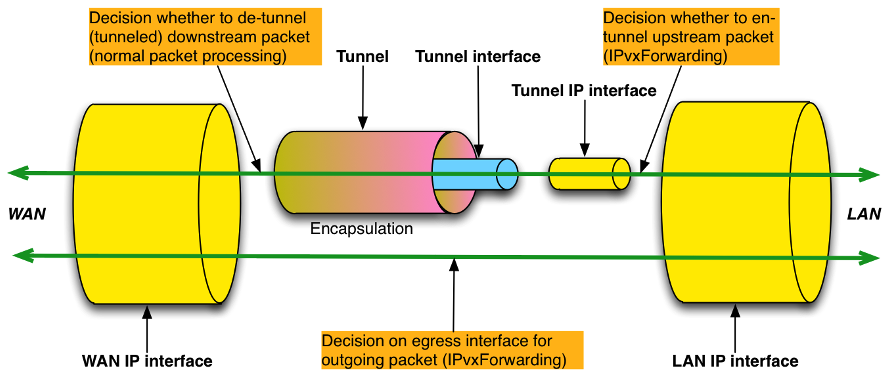 Decision whether to de-tunnel
(tunneled) downstream packet
(normal packet processing)
Decision whether to en-
tunnel upstream packet
(IPvxForwarding)
Tunnel
Tunnel interface
Tunnel IP interface
WAN
LAN
Encapsulation
Decision on egress interface for
outgoing packet (IPvxForwarding)
WAN IP interface
LAN IP interface